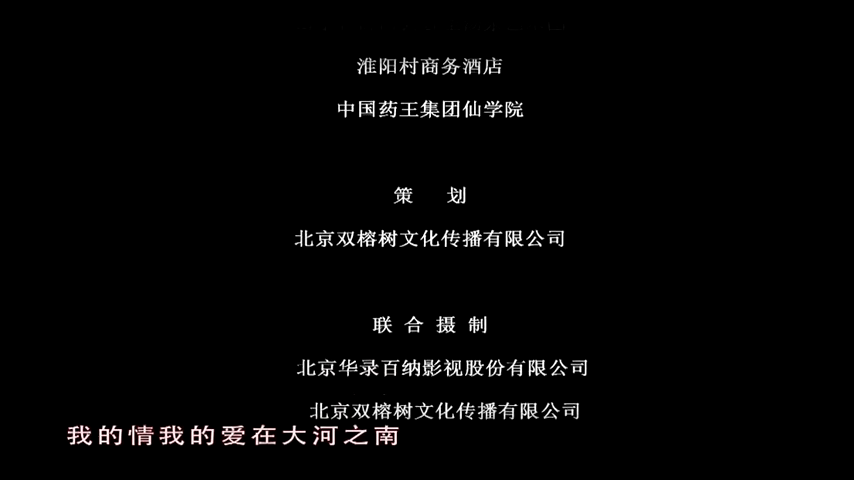 淮阳村商务酒店
中国药王集团仙学院
策 划
北京双榕树文化传播有限公司
联合摄制
北京华录百纳影视股份有限公司
北京双榕树文化传播有限公司
我的情我的爱在大河之南